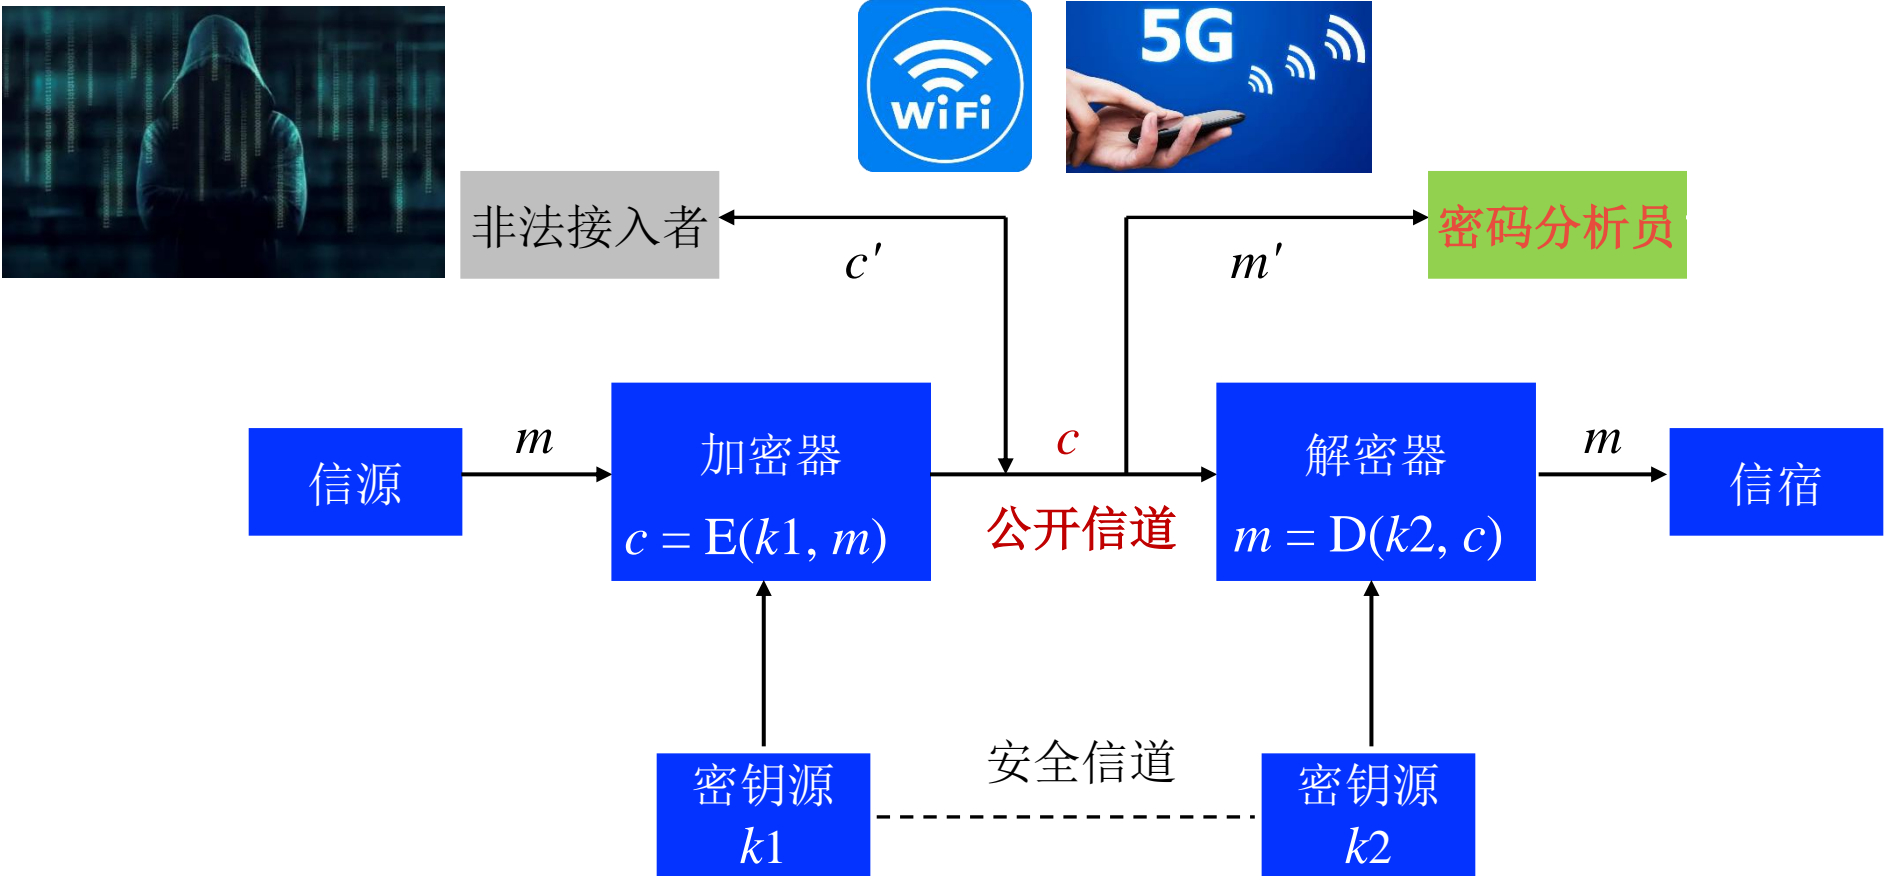 WiFi
5G
非法接入者
密码分析员
c'
m'
信源
m
加密器
c = E(k1, m)
c
公开信道
解密器
m = D(k2, c)
m
信宿
安全信道
密钥源
k1
密钥源
k2